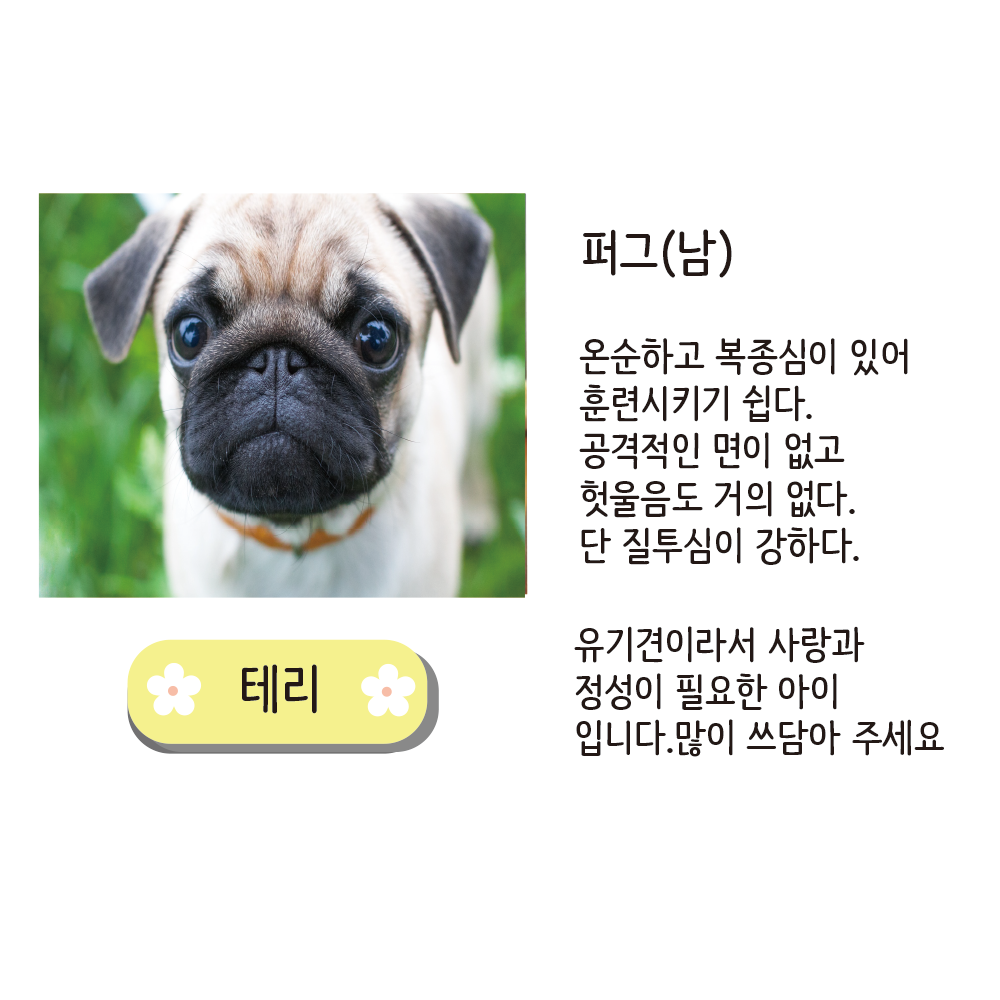 퍼그(남)
온순하고 복종심이 있어
훈련시키기 쉽다.
공격적인 면이 없고
헛울음도 거의 없다.
단 질투심이 강하다.
테리
유기견이라서 사랑과
정성이 필요한 아이
입니다.많이 쓰담아 주세요